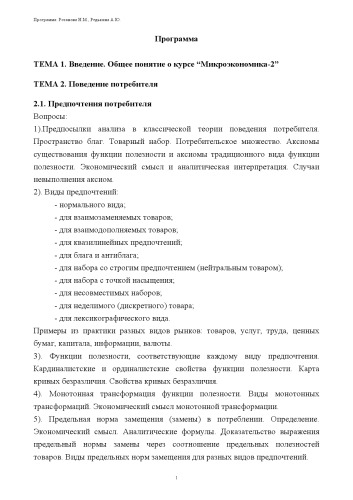 Программа, Розанова Н.М., Редькина А.Ю.
Программа
ТЕМА 1. Введение. Общее понятие о курсе “Микроэкономика-2”
ТЕМА 2. Поведение потребителя
2.1. Предпочтения потребителя
Вопросы:
1).Предпосылки анализа в классической теории поведения потребителя.
Пространство благ. Товарный набор. Потребительское множество. Аксиомы
существования функции полезности и аксиомы традиционного вида функции
полезности. Экономический смысл и аналитическая интерпретация. Случаи
невыполнения аксиом.
2). Виды предпочтений:
- нормального вида;
- для взаимозаменяемых товаров;
- для взаимодополняемых товаров;
- для квазилинейных предпочтений;
- для блага и антиблага;
- для набора со строгим предпочтением (нейтральным товаром);
- для набора с точкой насыщения;
- для несовместимых наборов;
- для неделимого (дискретного) товара;
- для лексикографического вида.
Примеры из практики разных видов рынков: товаров, услуг, труда, ценных
бумаг, капитала, информации, валюты.
3). Функции полезности, соответствующие каждому виду предпочтения.
Кардиналистские и ординалистские свойства функции полезности. Карта
кривых безразличия. Свойства кривых безразличия.
4). Монотонная трансформация функции полезности. Виды монотонных
трансформаций. Экономический смысл монотонной трансформации.
5). Предельная норма замещения (замены) в потреблении. Определение.
Экономический смысл. Аналитические формулы. Доказательство выражения
предельной нормы замены через соотношение предельных полезностей
товаров. Виды предельных норм замещения для разных видов предпочтений.
1